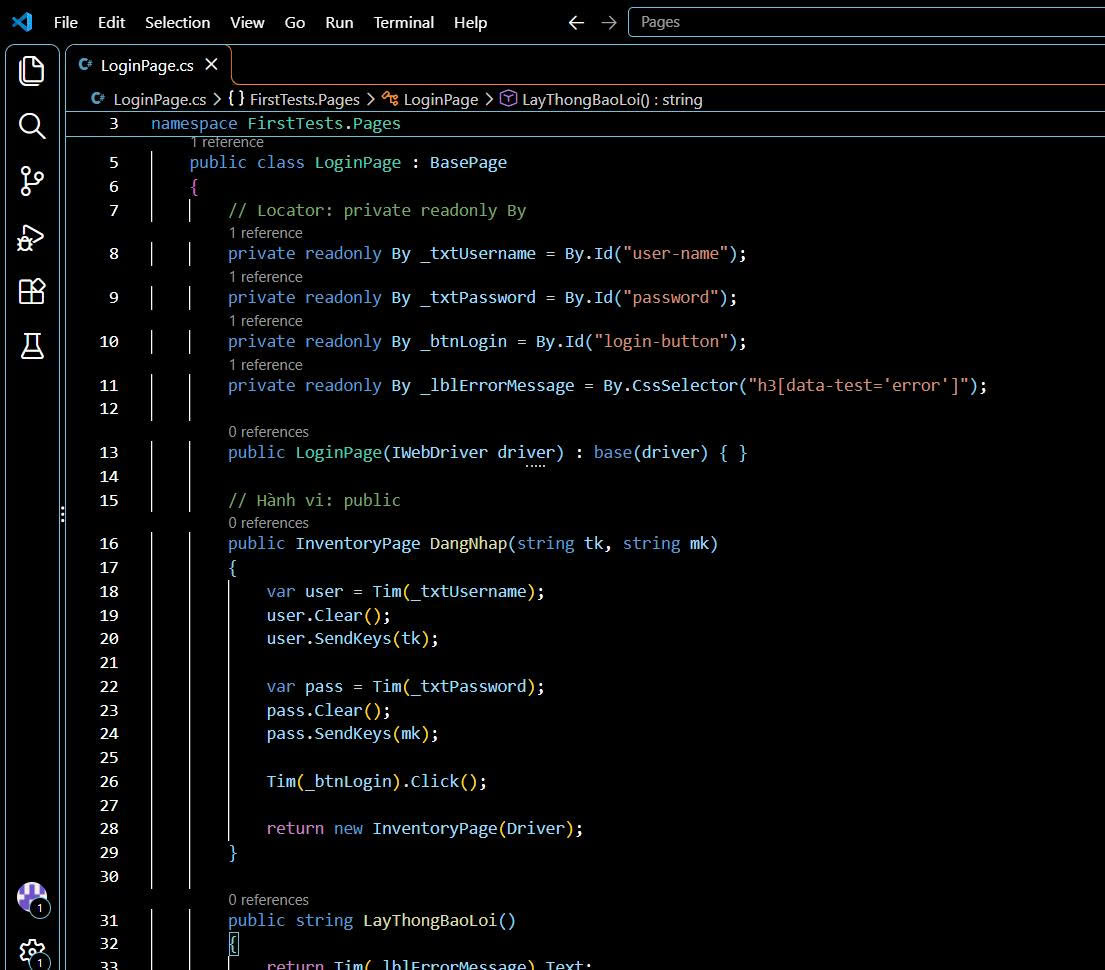 File Edit Selection View Go Run Terminal Help
Pages
LoginPage.cs
LoginPage.cs > {} FirstTests.Pages > LoginPage > LayThongBaoLoi() : string
3 namespace FirstTests.Pages
1 reference
5 public class LoginPage : BasePage
6 {
7 // Locator: private readonly By
1 reference
8 private readonly By _txtUsername = By.Id("user-name");
1 reference
9 private readonly By _txtPassword = By.Id("password");
1 reference
10 private readonly By _btnLogin = By.Id("login-button");
1 reference
11 private readonly By _lblErrorMessage = By.CssSelector("h3[data-test='error']");
12
0 references
13 public LoginPage(IWebDriver driver) : base(driver) { }
14
15 // Hành vi: public
0 references
16 public InventoryPage DangNhap(string tk, string mk)
17 {
18 var user = Tim(_txtUsername);
19 user.Clear();
20 user.SendKeys(tk);
21
22 var pass = Tim(_txtPassword);
23 pass.Clear();
24 pass.SendKeys(mk);
25
26 Tim(_btnLogin).Click();
27
28 return new InventoryPage(Driver);
29 }
30
0 references
31 public string LayThongBaoLoi()
32 {
33 return Tim(_lblErrorMessage).Text;
1
1